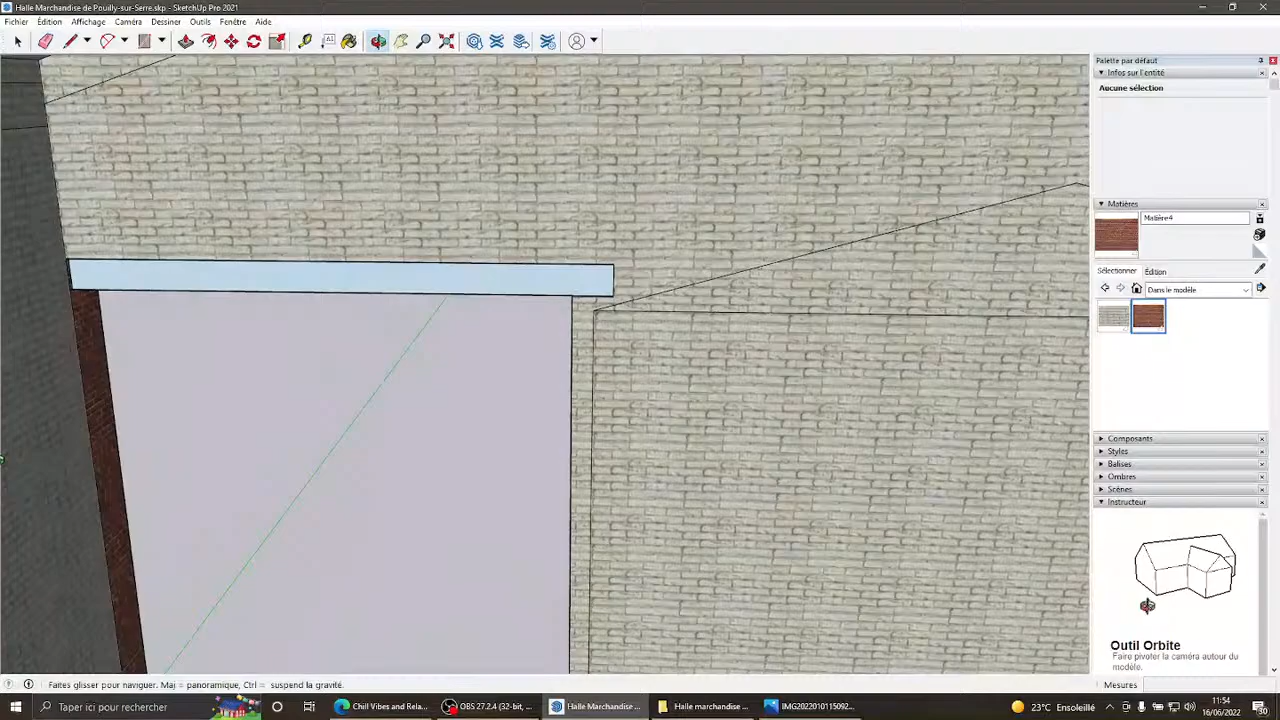 Halle Marchandise de Pouilly-sur-Serre.skp - SketchUp Pro 2021
Fichier Édition Affichage Caméra Dessiner Outils Fenêtre Aide
Palette par défaut
Infos sur l'entité
Aucune sélection
Matières
Matière4
Sélectionner Édition
Dans le modèle
Composants
Styles
Balises
Ombres
Scènes
Instructeur
Outil Orbite
Faire pivoter la caméra autour du
modèle.
Faites glisser pour naviguer. Maj = panoramique, Ctrl = suspend la gravité.
Mesures
Taper ici pour rechercher
Chill Vibes and Rela...
OBS 27.2.4 (32-bit, ...
Halle Marchandise ...
Halle marchandise ...
IMG2022010115092...
23°C Ensoleillé
11:54
16/06/2022